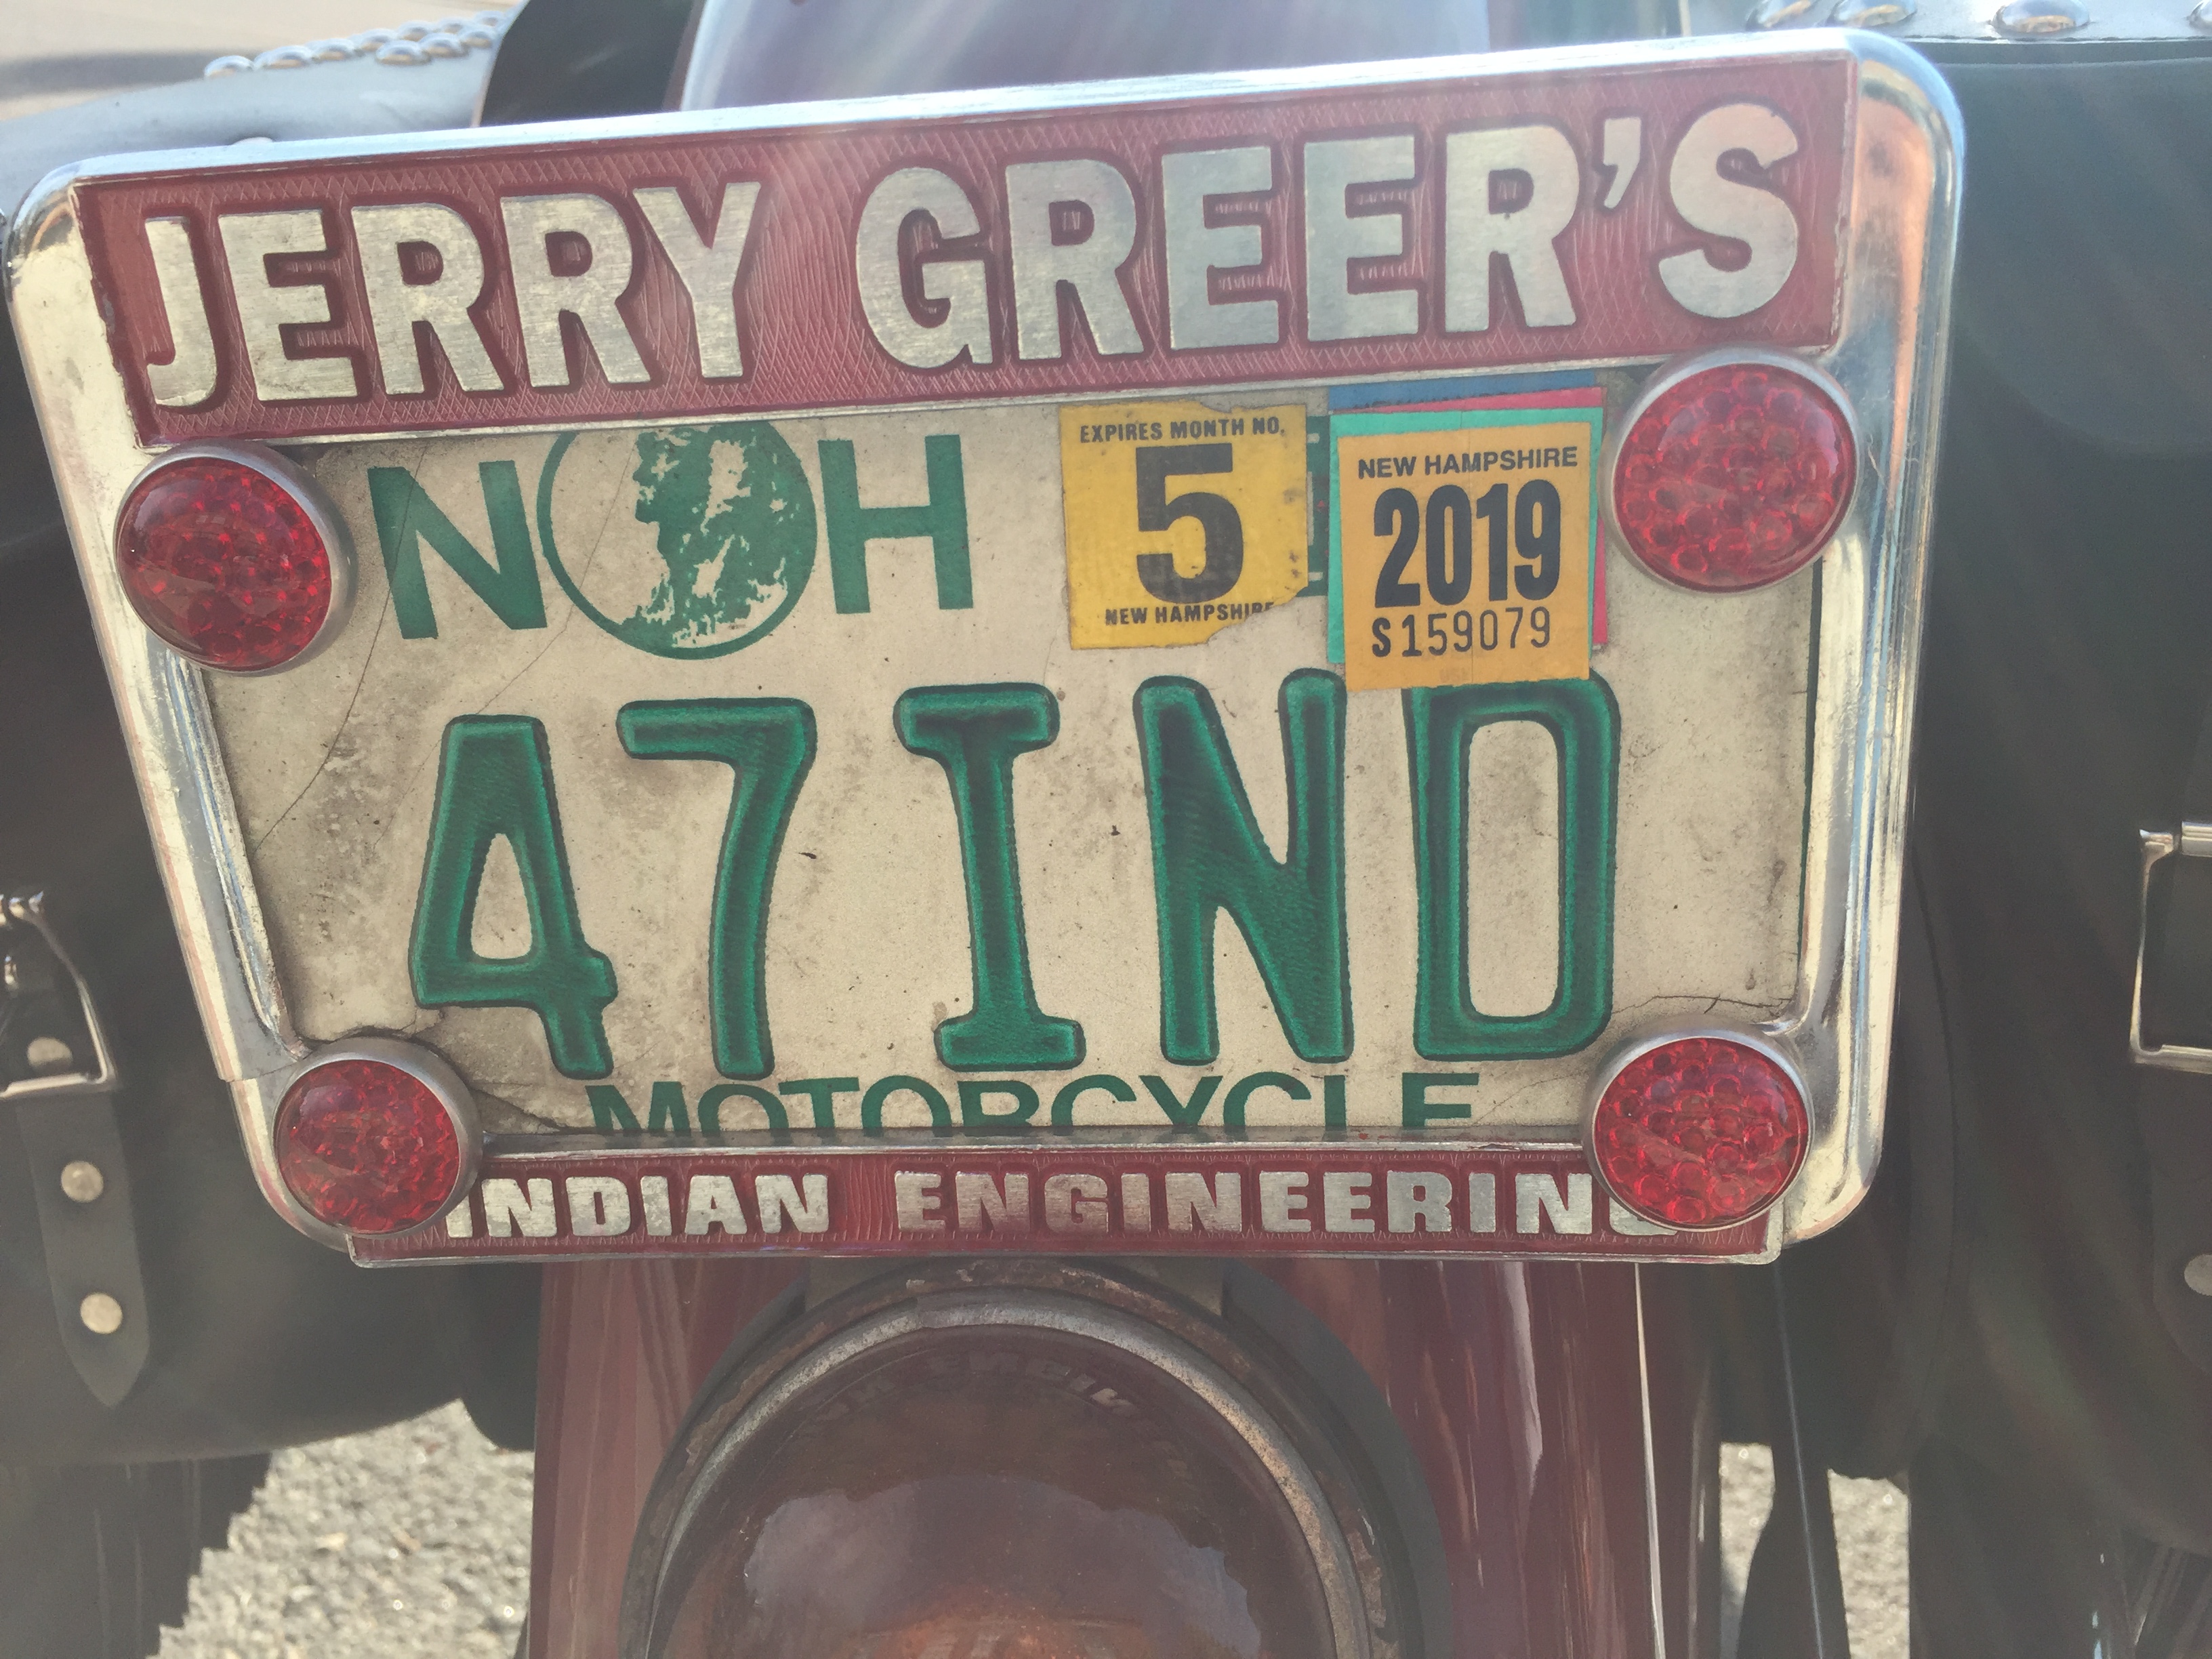 JERRY GREER'S
N H
EXPIRES MONTH NO.
5
NEW HAMPSHIRE
NEW HAMPSHIRE
2019
S159079
47IND
MOTORCYCLE
INDIAN ENGINEERING